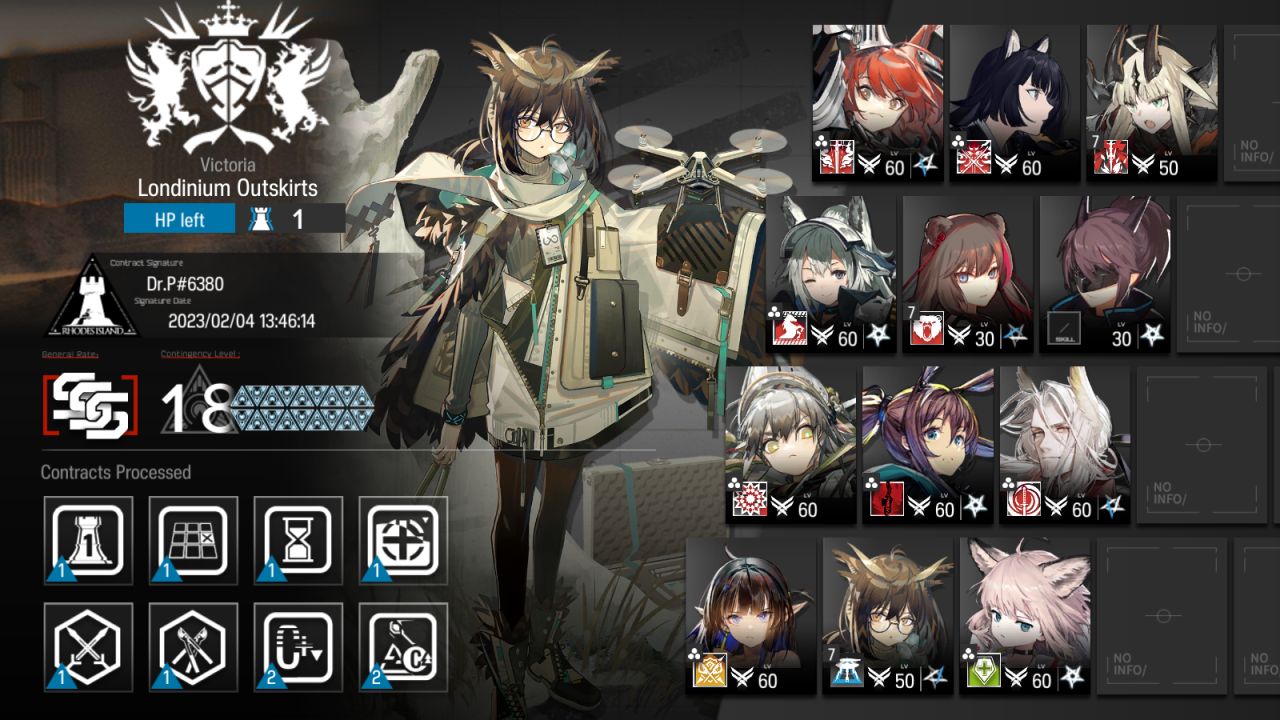 Victoria
Londinium Outskirts
HP left 1
Contract Signature
Dr.P#6380
Signature Date
2023/02/04 13:46:14
RHODES ISLAND
General Rate:
Contingency Level:
18
Contracts Processed
1
1 1 1 1
1 1 2 2
LV 60
LV 60
7 LV 50
NO INFO/
LV 60
7 LV 30
SKILL LV 30
NO INFO/
LV 60
LV 60
LV 60
NO INFO/
LV 60
7 LV 50
LV 60
NO INFO/
NO INFO/